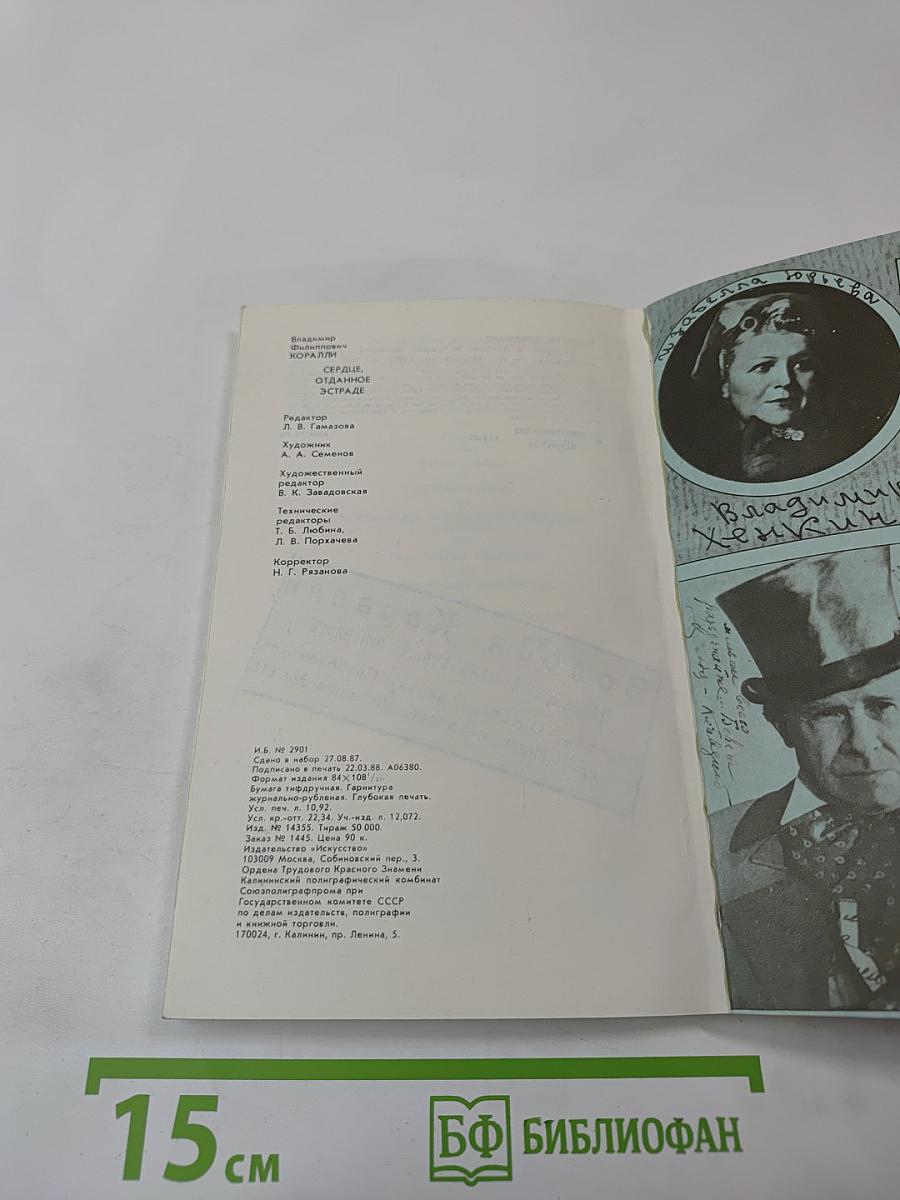 Владимир
Филиппович
КОРАЛЛИ
СЕРДЦЕ,
ОТДАННОЕ
ЭСТРАДЕ
Редактор
Л. В. Гамазова
Художник
А. А. Семенов
Художественный
редактор
В. К. Завадовская
Технические
редакторы
Т. Б. Любина,
Л. В. Порхачева
Корректор
Н. Г. Рязанова
И.Б. № 2901
Сдано в набор 27.08.87.
Подписано в печать 22.03.88. А06380.
Формат издания 84×108
Бумага тифдручная. Гарнитура
журнально-рубленая. Глубокая печать.
Усл. печ. л. 10,92.
Усл. кр.-отт. 22,34. Уч.-изд. л. 12,072.
Изд. № 14355. Тираж 50 000.
Заказ № 1445. Цена 90 к.
Издательство «Искусство»
103009 Москва, Собиновский пер., 3.
Ордена Трудового Красного Знамени
Калининский полиграфический комбинат
Союзполиграфпрома при
Государственном комитете СССР
по делам издательств, полиграфии
и книжной торговли.
170024, г. Калинин, пр. Ленина, 5.
Изабелла Юрьева
Владимир
Хенкин
15 см
БФ БИБЛИОФАН